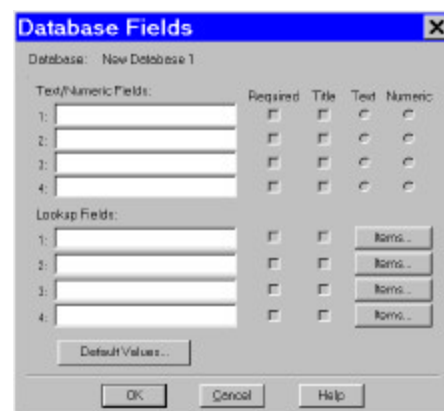 Database Fields
Database: New Database 1
Text/Numeric Fields: Required Title Text Numeric
1:
2:
3:
4:
Lookup Fields:
1: Items...
2: Items...
3: Items...
4: Items...
Default Values...
OK Cancel Help